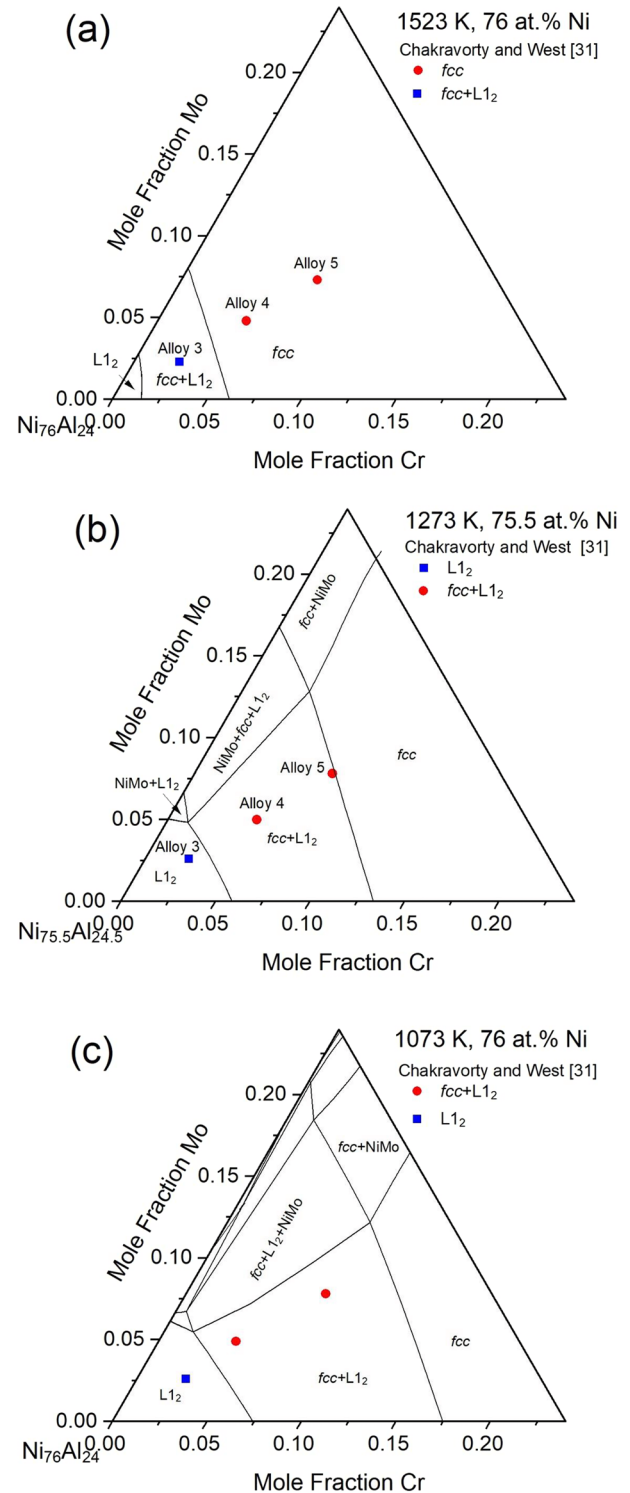 (a)
1523 K, 76 at.% Ni
Chakravorty and West [31]
fcc
fcc+L1₂
Mole Fraction Mo
0.20
0.15
0.10
0.05
0.00
Alloy 5
Alloy 4
Alloy 3
fcc
L1₂
fcc+L1₂
Ni₇₆Al₂₄
0.00 0.05 0.10 0.15 0.20
Mole Fraction Cr
(b)
1273 K, 75.5 at.% Ni
Chakravorty and West [31]
L1₂
fcc+L1₂
Mole Fraction Mo
0.20
0.15
0.10
0.05
0.00
fcc+NiMo
NiMo+fcc+L1₂
fcc
Alloy 5
NiMo+L1₂
Alloy 4
fcc+L1₂
Alloy 3
L1₂
Ni₇₅.₅Al₂₄.₅
0.00 0.05 0.10 0.15 0.20
Mole Fraction Cr
(c)
1073 K, 76 at.% Ni
Chakravorty and West [31]
fcc+L1₂
L1₂
Mole Fraction Mo
0.20
0.15
0.10
0.05
0.00
fcc+NiMo
fcc+L1₂+NiMo
fcc
fcc+L1₂
L1₂
Ni₇₆Al₂₄
0.00 0.05 0.10 0.15 0.20
Mole Fraction Cr